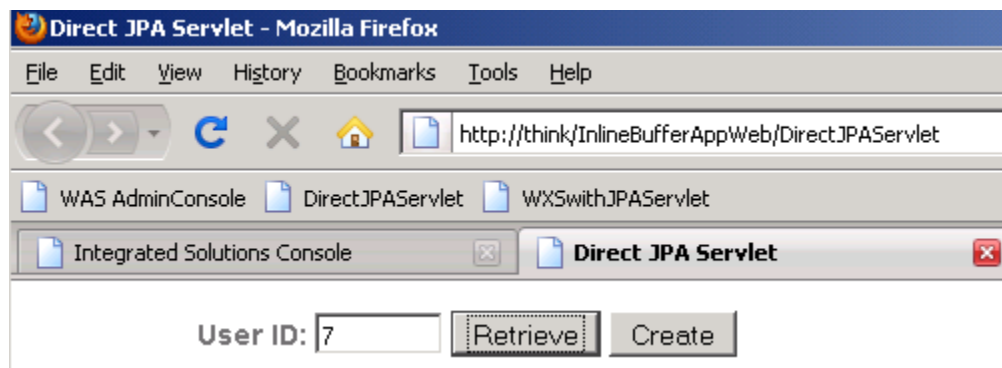 Direct JPA Servlet - Mozilla Firefox
File Edit View History Bookmarks Tools Help
http://think/InlineBufferAppWeb/DirectJPAServlet
WAS AdminConsole DirectJPAServlet WXSwithJPAServlet
Integrated Solutions Console Direct JPA Servlet
User ID: 7 Retrieve Create